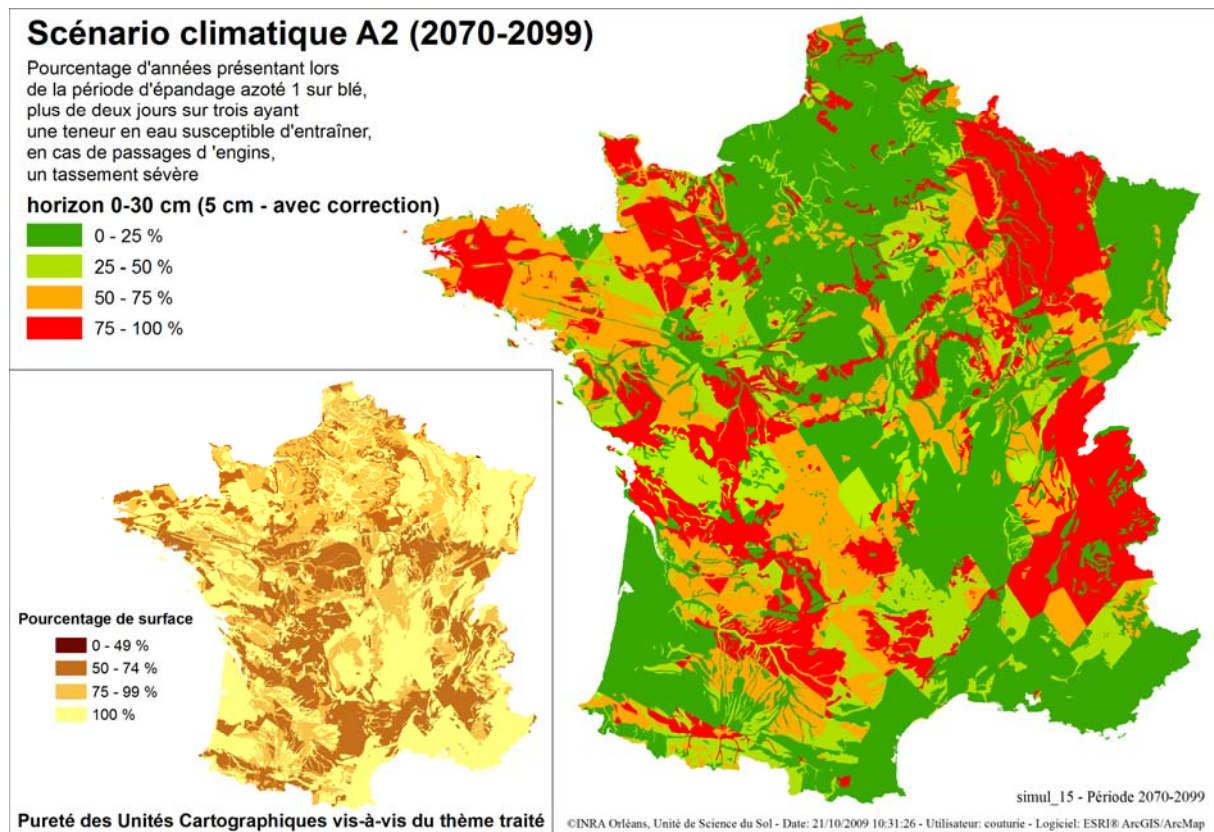 Scénario climatique A2 (2070-2099)
Pourcentage d'années présentant lors
de la période d'épandage azoté 1 sur blé,
plus de deux jours sur trois ayant
une teneur en eau susceptible d'entraîner,
en cas de passages d 'engins,
un tassement sévère
horizon 0-30 cm (5 cm - avec correction)
0 - 25 %
25 - 50 %
50 - 75 %
75 - 100 %
Pourcentage de surface
0 - 49 %
50 - 74 %
75 - 99 %
100 %
Pureté des Unités Cartographiques vis-à-vis du thème traité
simul_15 - Période 2070-2099
©INRA Orléans, Unité de Science du Sol - Date: 21/10/2009 10:31:26 - Utilisateur: couturie - Logiciel: ESRI® ArcGIS/ArcMap